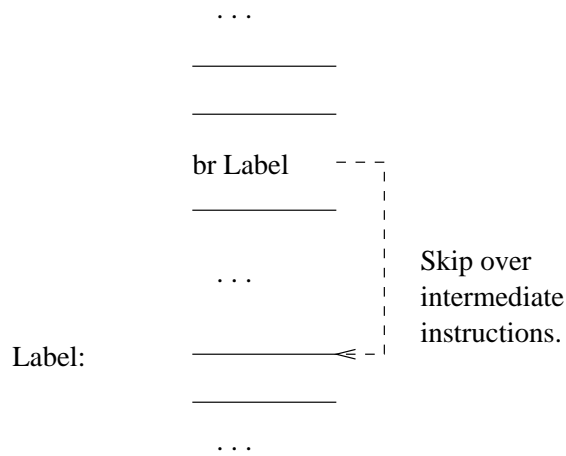 . . .
br Label
Skip over
intermediate
instructions.
. . .
Label:
. . .